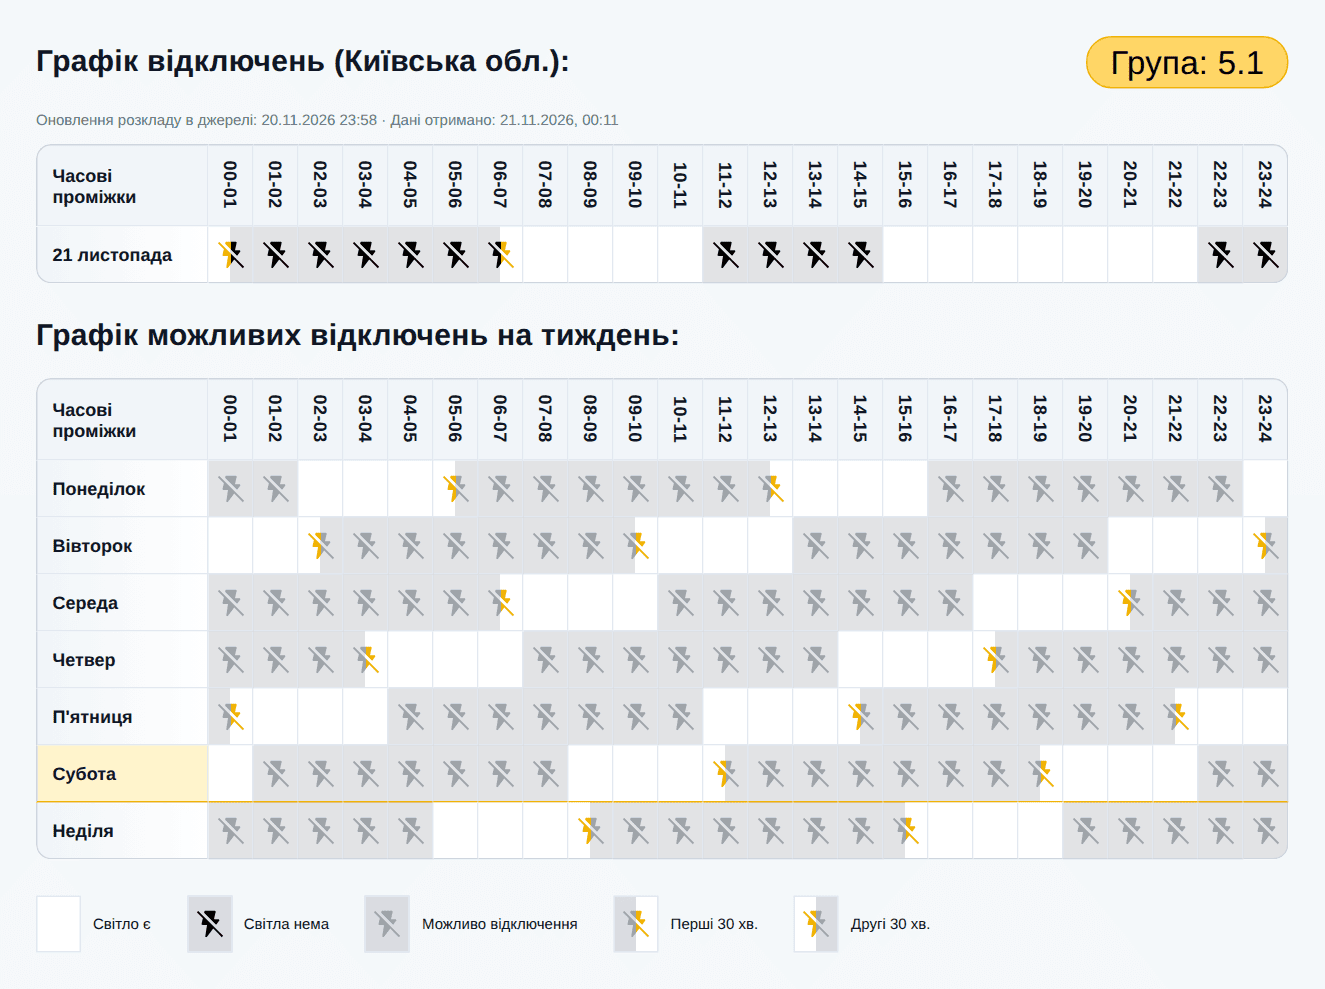 Графік відключень (Київська обл.):
Група: 5.1
Оновлення розкладу в джерелі: 20.11.2026 23:58 · Дані отримано: 21.11.2026, 00:11
Часові проміжки 00-01 01-02 02-03 03-04 04-05 05-06 06-07 07-08 08-09 09-10 10-11 11-12 12-13 13-14 14-15 15-16 16-17 17-18 18-19 19-20 20-21 21-22 22-23 23-24
21 листопада
Графік можливих відключень на тиждень:
Часові проміжки 00-01 01-02 02-03 03-04 04-05 05-06 06-07 07-08 08-09 09-10 10-11 11-12 12-13 13-14 14-15 15-16 16-17 17-18 18-19 19-20 20-21 21-22 22-23 23-24
Понеділок
Вівторок
Середа
Четвер
П'ятниця
Субота
Неділя
Світло є Світла нема Можливо відключення Перші 30 хв. Другі 30 хв.